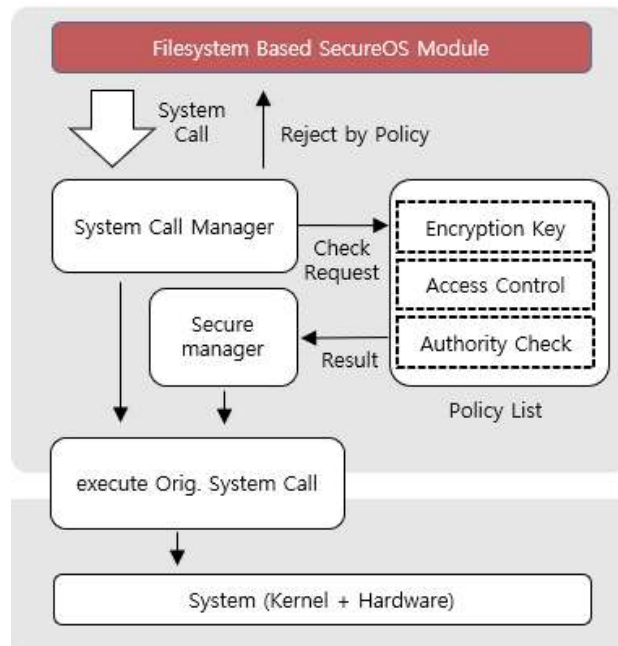 Filesystem Based SecureOS Module
System
Call
Reject by Policy
System Call Manager
Check
Request
Encryption Key
Access Control
Authority Check
Secure
manager
Result
Policy List
execute Orig. System Call
System (Kernel + Hardware)